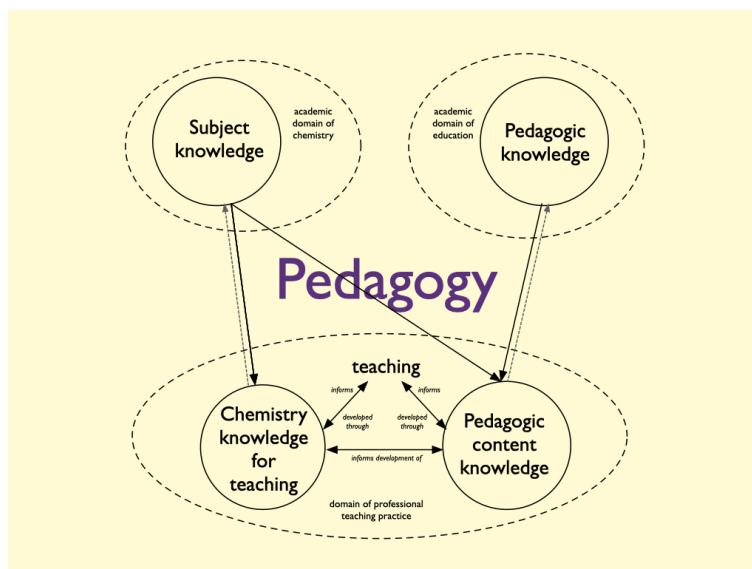 Subject
knowledge
academic
domain of
chemistry
academic
domain of
education
Pedagogic
knowledge
Pedagogy
teaching
informs
informs
developed
through
developed
through
Chemistry
knowledge
for
teaching
informs development of
Pedagogic
content
knowledge
domain of professional
teaching practice